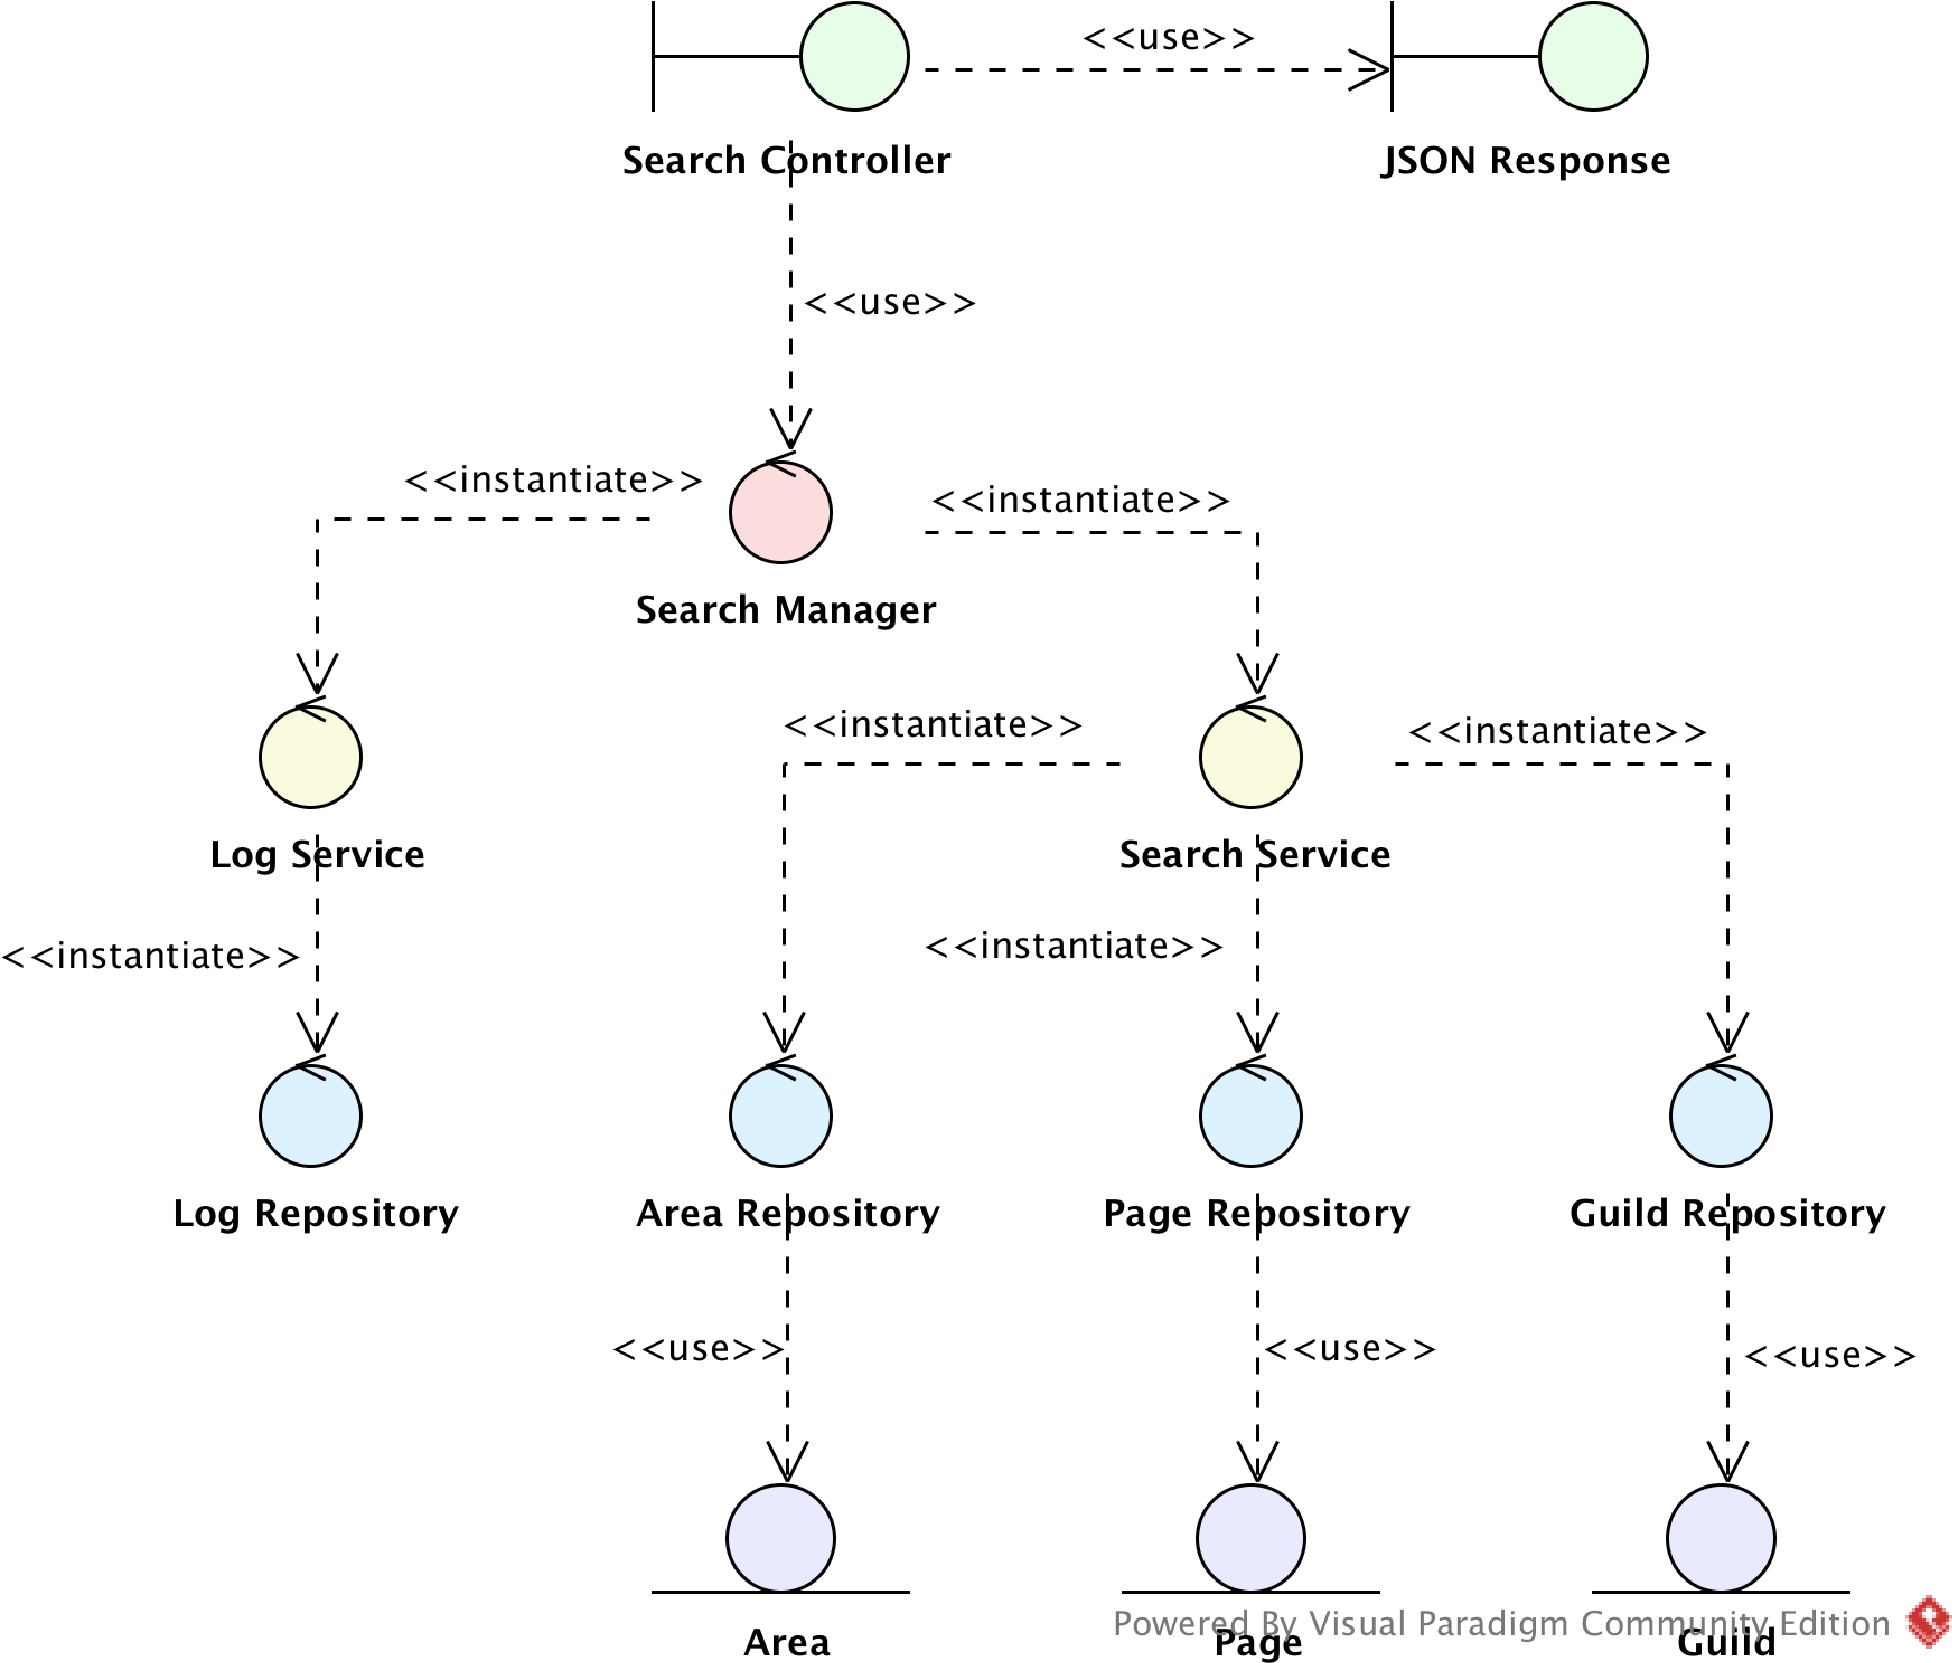 <<use>>
Search Controller
JSON Response
<<use>>
<<instantiate>>
<<instantiate>>
Search Manager
<<instantiate>>
<<instantiate>>
Log Service
Search Service
<<instantiate>>
<<instantiate>>
Log Repository
Area Repository
Page Repository
Guild Repository
<<use>>
<<use>>
<<use>>
Powered By Visual Paradigm Community Edition
Area
Page
Guild